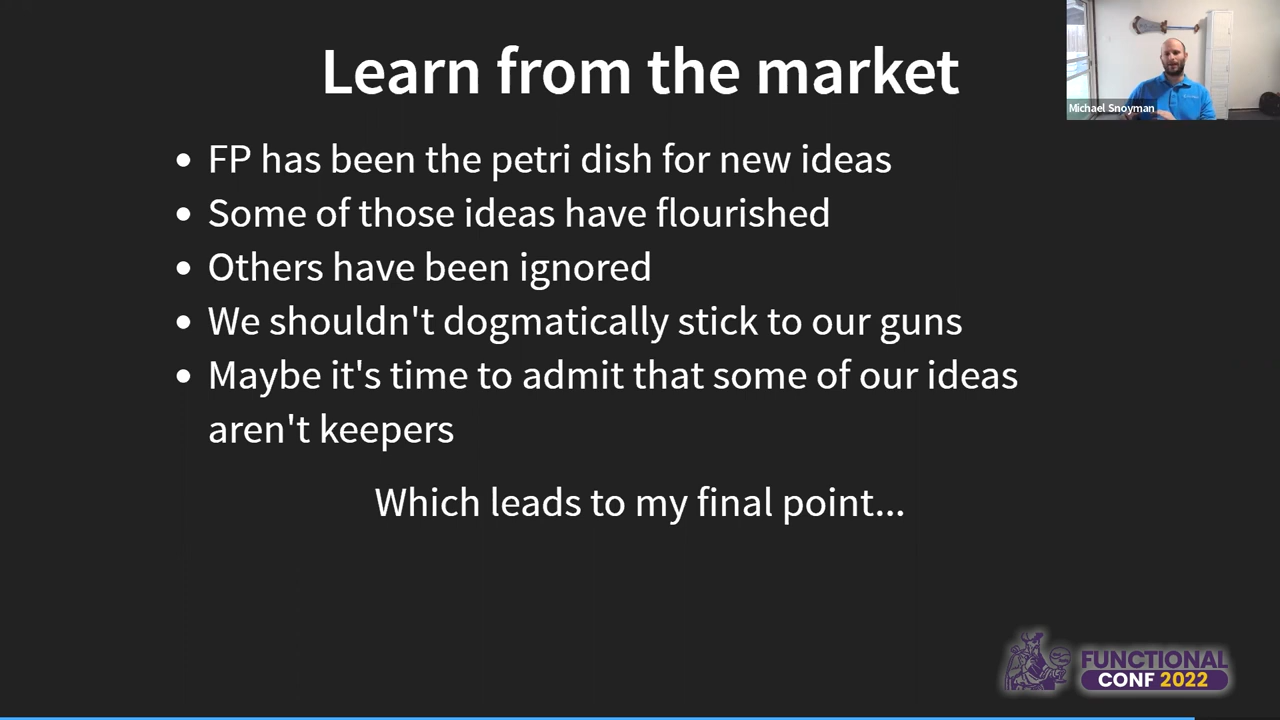 Learn from the market
Michael Snoyman
• FP has been the petri dish for new ideas
• Some of those ideas have flourished
• Others have been ignored
• We shouldn't dogmatically stick to our guns
• Maybe it's time to admit that some of our ideas
aren't keepers
Which leads to my final point...
FUNCTIONAL
CONF 2022